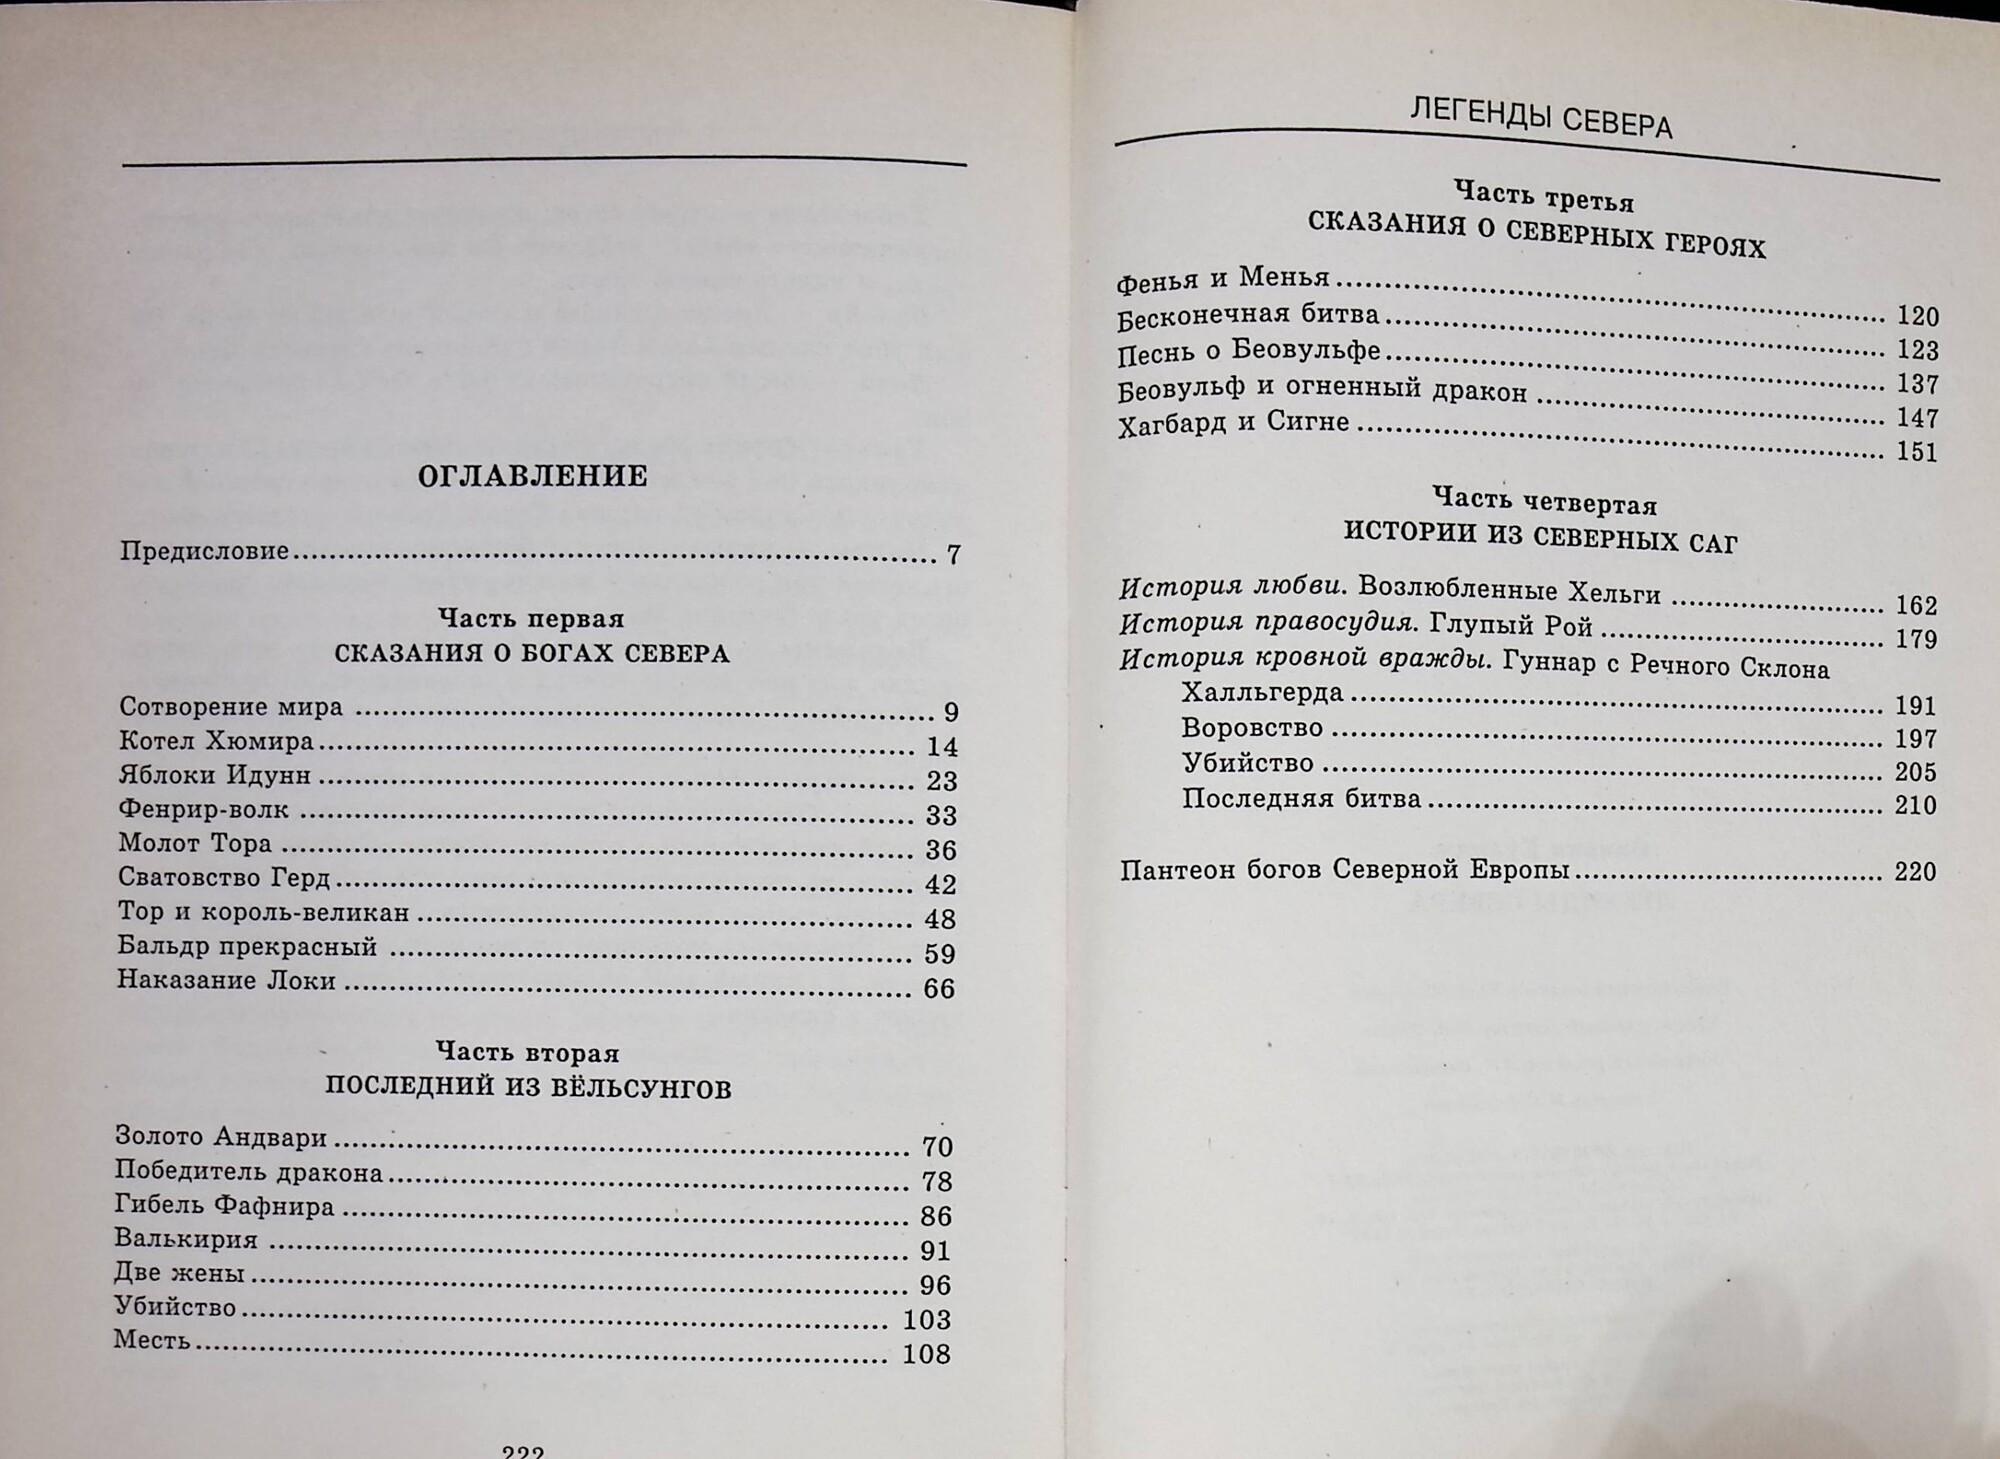 ОГЛАВЛЕНИЕ
Предисловие................................................ 7
Часть первая
СКАЗАНИЯ О БОГАХ СЕВЕРА
Сотворение мира ................................................ 9
Котел Хюмира................................................ 14
Яблоки Идунн ................................................ 23
Фенрир-волк ................................................ 33
Молот Тора ................................................ 36
Сватовство Герд................................................ 42
Тор и король-великан ................................................ 48
Бальдр прекрасный ................................................ 59
Наказание Локи ................................................ 66
Часть вторая
ПОСЛЕДНИЙ ИЗ ВЁЛЬСУНГОВ
Золото Андвари ................................................ 70
Победитель дракона................................................ 78
Гибель Фафнира ................................................ 86
Валькирия ................................................ 91
Две жены ................................................ 96
Убийство ................................................ 103
Месть................................................ 108
222
ЛЕГЕНДЫ СЕВЕРА
Часть третья
СКАЗАНИЯ О СЕВЕРНЫХ ГЕРОЯХ
Фенья и Менья ................................................ 120
Бесконечная битва ................................................ 123
Песнь о Беовульфе................................................ 137
Беовульф и огненный дракон ................................................ 147
Хагбард и Сигне ................................................ 151
Часть четвертая
ИСТОРИИ ИЗ СЕВЕРНЫХ САГ
История любви. Возлюбленные Хельги ........................ 162
История правосудия. Глупый Рой ................................ 179
История кровной вражды. Гуннар с Речного Склона
Халльгерда ................................................ 191
Воровство ................................................ 197
Убийство ................................................ 205
Последняя битва ................................................ 210
Пантеон богов Северной Европы ................................ 220